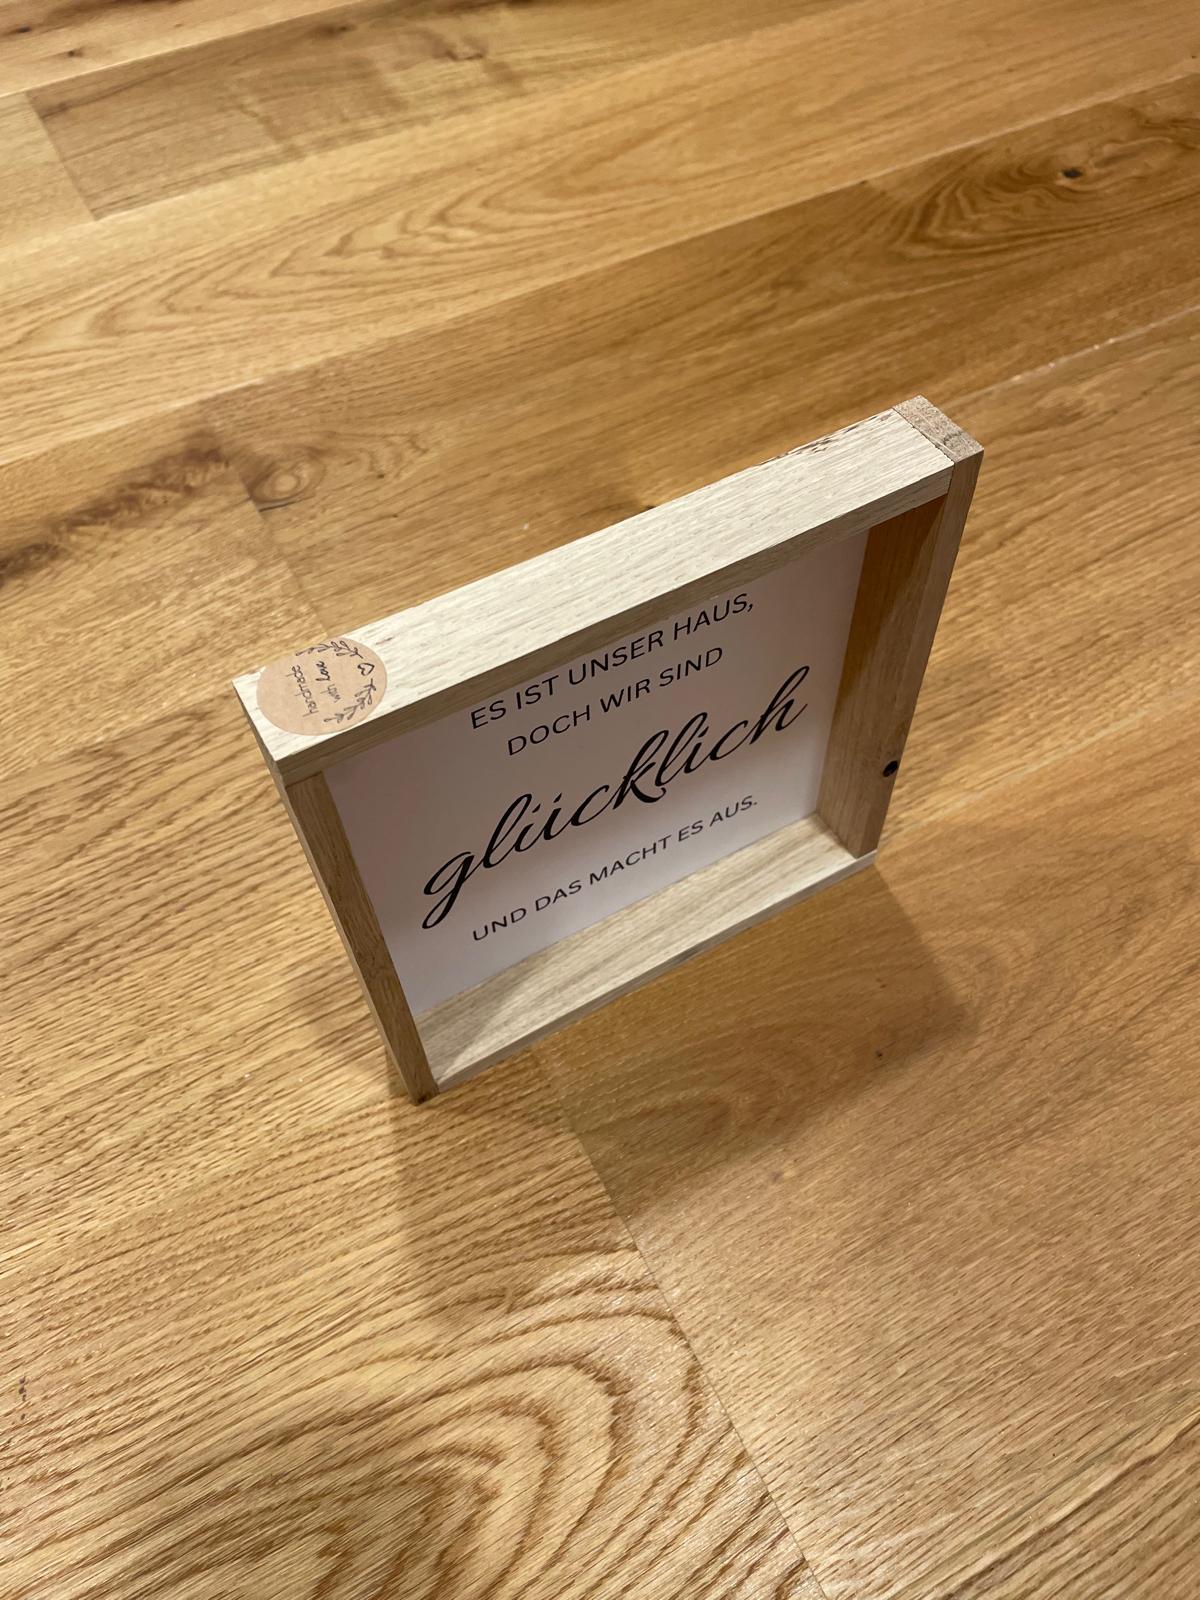 ES IST UNSER HAUS,
DOCH WIR SIND
glücklich
UND DAS MACHT ES AUS.
handmade
with love